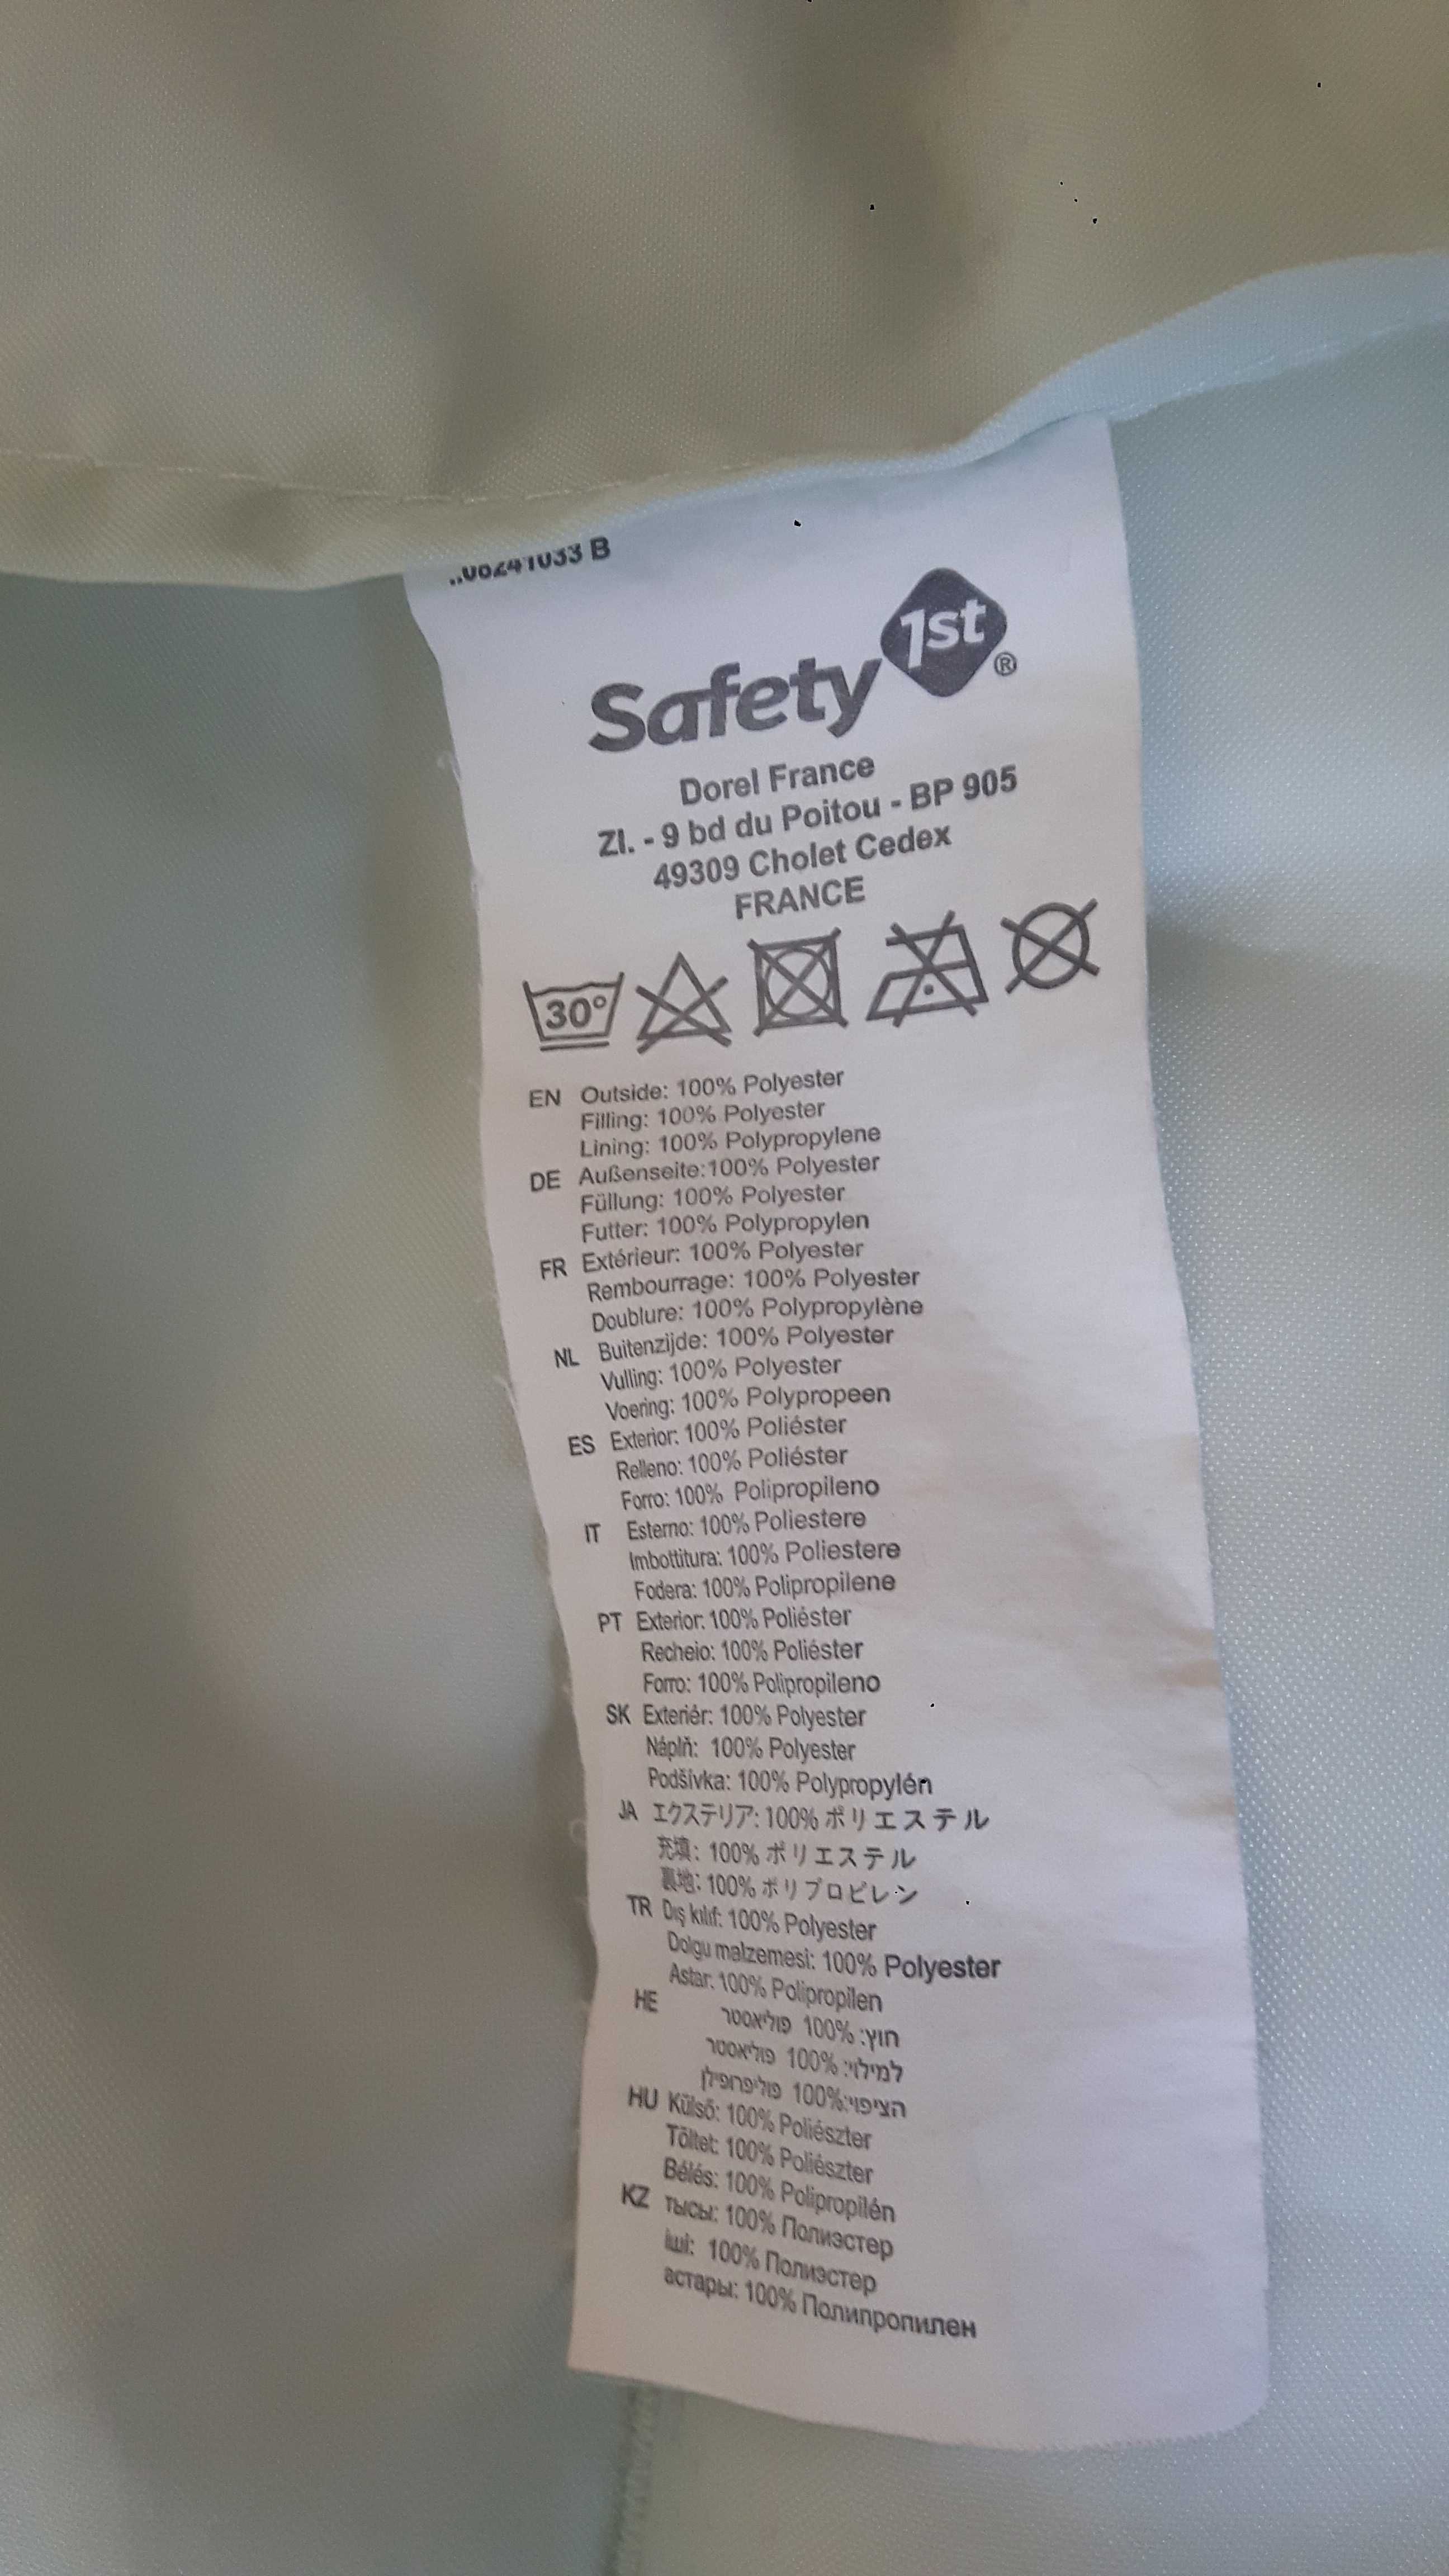 ..06241033 B
Safety 1st ®
Dorel France
ZI. - 9 bd du Poitou - BP 905
49309 Cholet Cedex
FRANCE
30°
EN Outside: 100% Polyester
Filling: 100% Polyester
Lining: 100% Polypropylene
DE Außenseite:100% Polyester
Füllung: 100% Polyester
Futter: 100% Polypropylen
FR Extérieur: 100% Polyester
Rembourrage: 100% Polyester
Doublure: 100% Polypropylène
NL Buitenzijde: 100% Polyester
Vulling: 100% Polyester
Voering: 100% Polypropeen
ES Exterior: 100% Poliéster
Relleno: 100% Poliéster
Forro: 100% Polipropileno
IT Esterno: 100% Poliestere
Imbottitura: 100% Poliestere
Fodera: 100% Polipropilene
PT Exterior: 100% Poliéster
Recheio: 100% Poliéster
Forro: 100% Polipropileno
SK Exteriér: 100% Polyester
Náplň: 100% Polyester
Podšívka: 100% Polypropylén
JA エクステリア: 100% ポリエステル
充填: 100% ポリエステル
裏地: 100% ポリプロピレン
TR Dış kılıf: 100% Polyester
Dolgu malzemesi: 100% Polyester
Astar: 100% Polipropilen
HE חוץ: 100% פוליאסטר
למילוי: 100% פוליאסטר
הציפוי:100% פוליפרופילן
HU Külső: 100% Poliészter
Töltet: 100% Poliészter
Bélés: 100% Polipropilén
KZ тысы: 100% Полиэстер
іші: 100% Полиэстер
астары: 100% Полипропилен